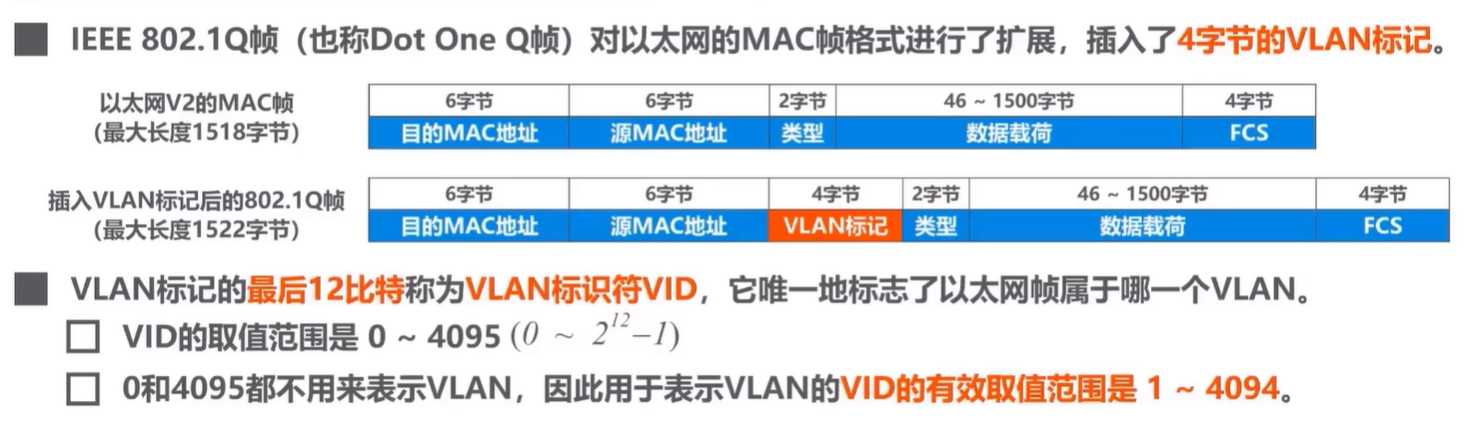 IEEE 802.1Q帧（也称Dot One Q帧）对以太网的MAC帧格式进行了扩展，插入了4字节的VLAN标记。
以太网V2的MAC帧
（最大长度1518字节）
6字节 6字节 2字节 46 ~ 1500字节 4字节
目的MAC地址 源MAC地址 类型 数据载荷 FCS
插入VLAN标记后的802.1Q帧
（最大长度1522字节）
6字节 6字节 4字节 2字节 46 ~ 1500字节 4字节
目的MAC地址 源MAC地址 VLAN标记 类型 数据载荷 FCS
VLAN标记的最后12比特称为VLAN标识符VID，它唯一地标志了以太网帧属于哪一个VLAN。
VID的取值范围是 0 ~ 4095 (0 ~ 2^12−1)
0和4095都不用来表示VLAN，因此用于表示VLAN的VID的有效取值范围是 1 ~ 4094。